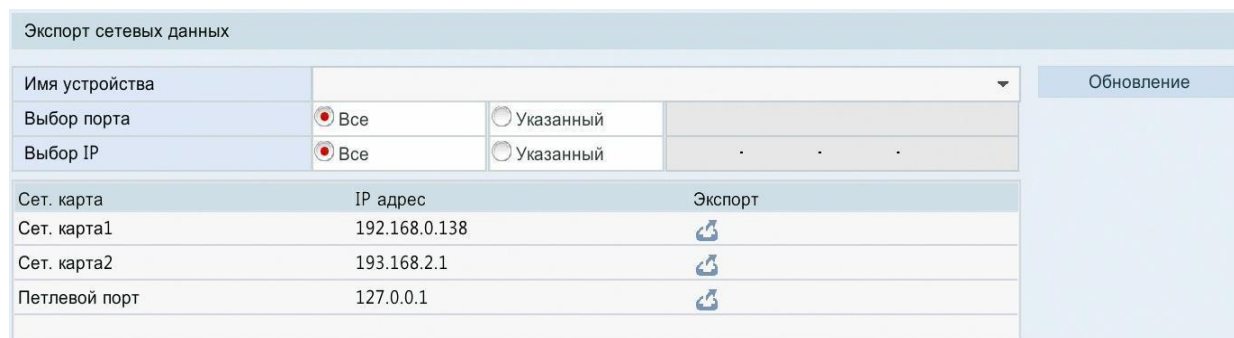 Экспорт сетевых данных
Имя устройства Обновление
Выбор порта Все Указанный
Выбор IP Все Указанный . . .
Сет. карта IP адрес Экспорт
Сет. карта1 192.168.0.138
Сет. карта2 193.168.2.1
Петлевой порт 127.0.0.1